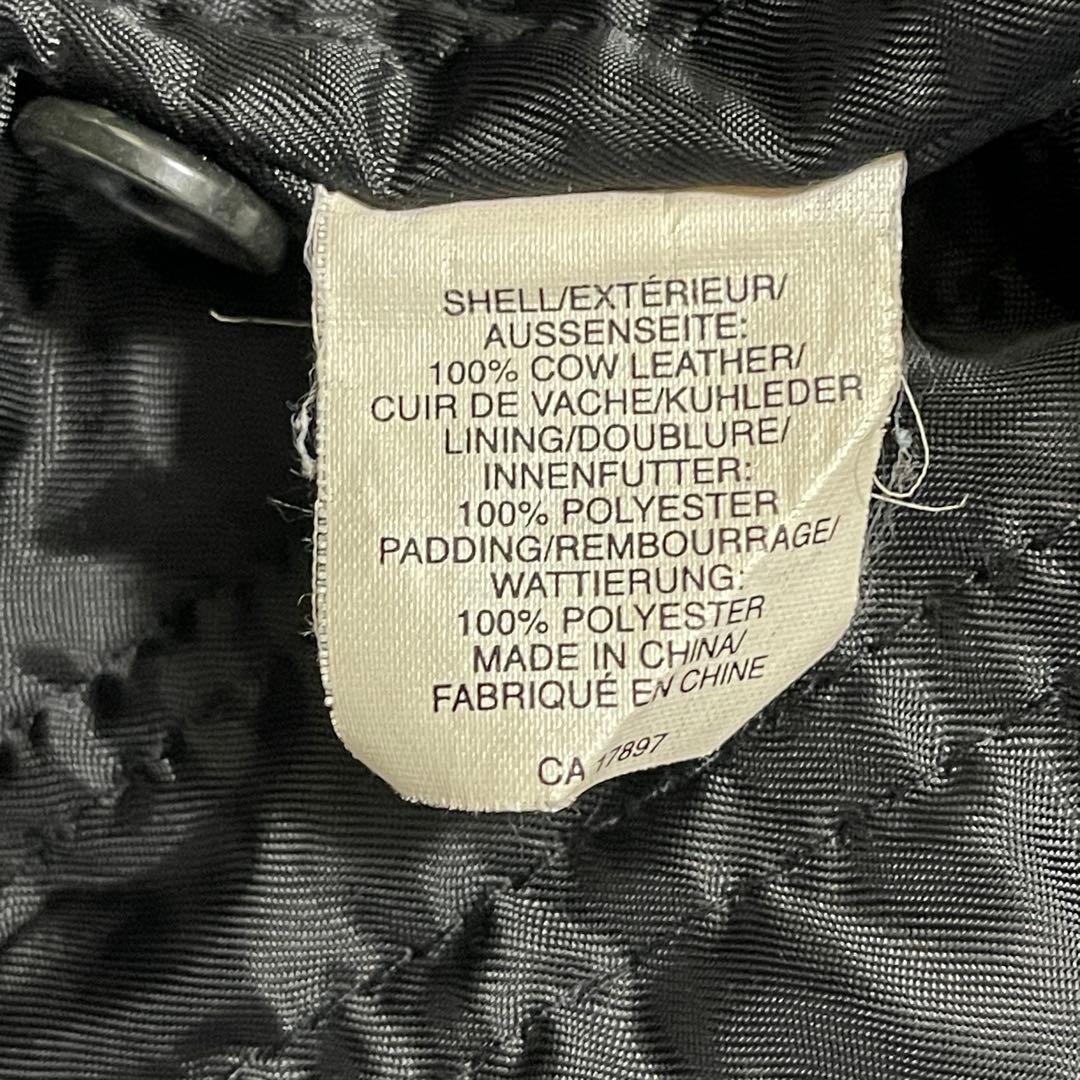 SHELL/EXTÉRIEUR/
AUSSENSEITE:
100% COW LEATHER/
CUIR DE VACHE/KUHLEDER
LINING/DOUBLURE/
INNENFUTTER:
100% POLYESTER
PADDING/REMBOURRAGE/
WATTIERUNG:
100% POLYESTER
MADE IN CHINA/
FABRIQUÉ EN CHINE
CA 17897